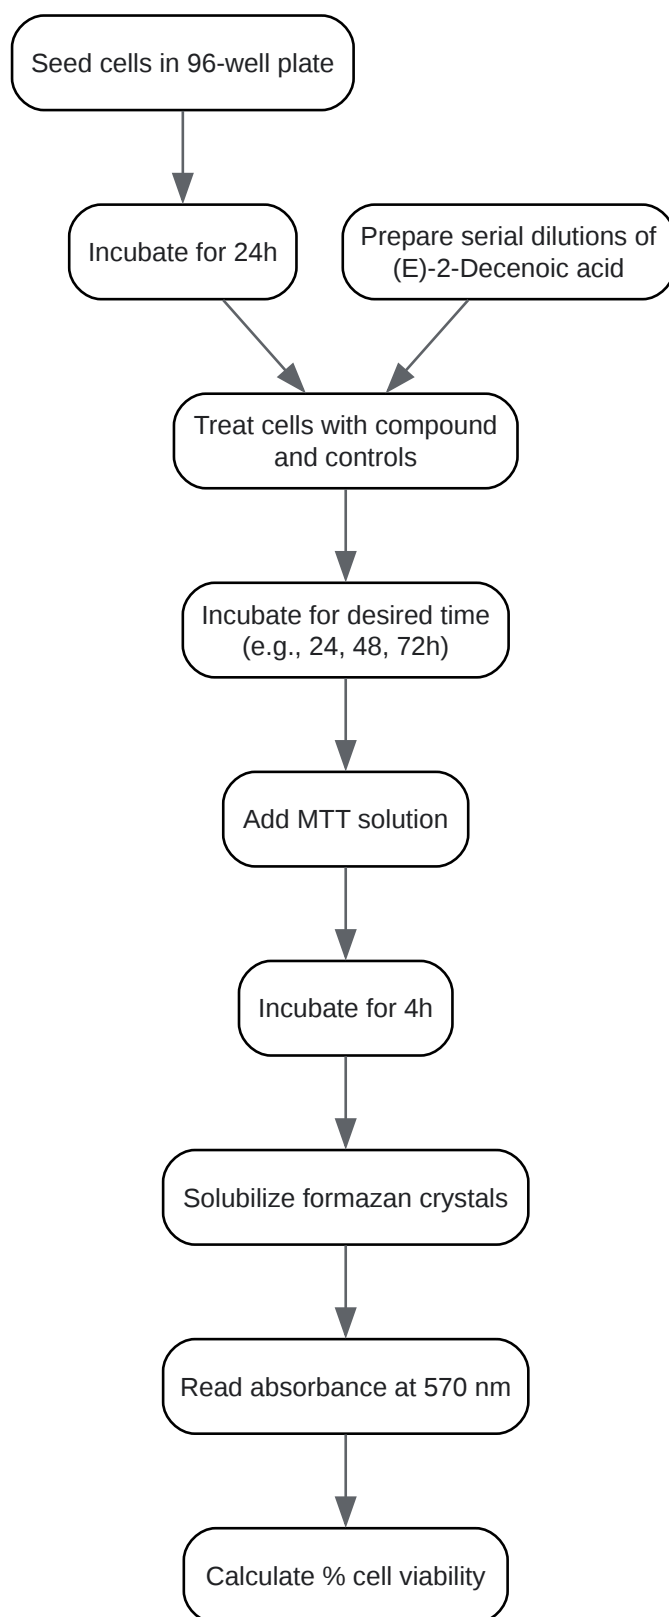 Seed cells in 96-well plate
Incubate for 24h
Prepare serial dilutions of
(E)-2-Decenoic acid
Treat cells with compound
and controls
Incubate for desired time
(e.g., 24, 48, 72h)
Add MTT solution
Incubate for 4h
Solubilize formazan crystals
Read absorbance at 570 nm
Calculate % cell viability